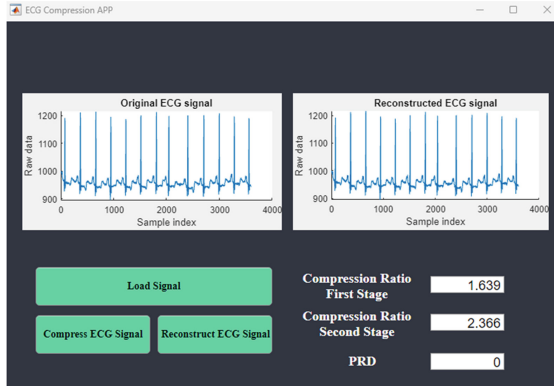 ECG Compression APP
Original ECG signal
1200
1100
1000
900
Raw data
0
1000
2000
3000
4000
Sample index
Reconstructed ECG signal
1200
1100
1000
900
Raw data
0
1000
2000
3000
4000
Sample index
Load Signal
Compress ECG Signal
Reconstruct ECG Signal
Compression Ratio
First Stage
1.639
Compression Ratio
Second Stage
2.366
PRD
0